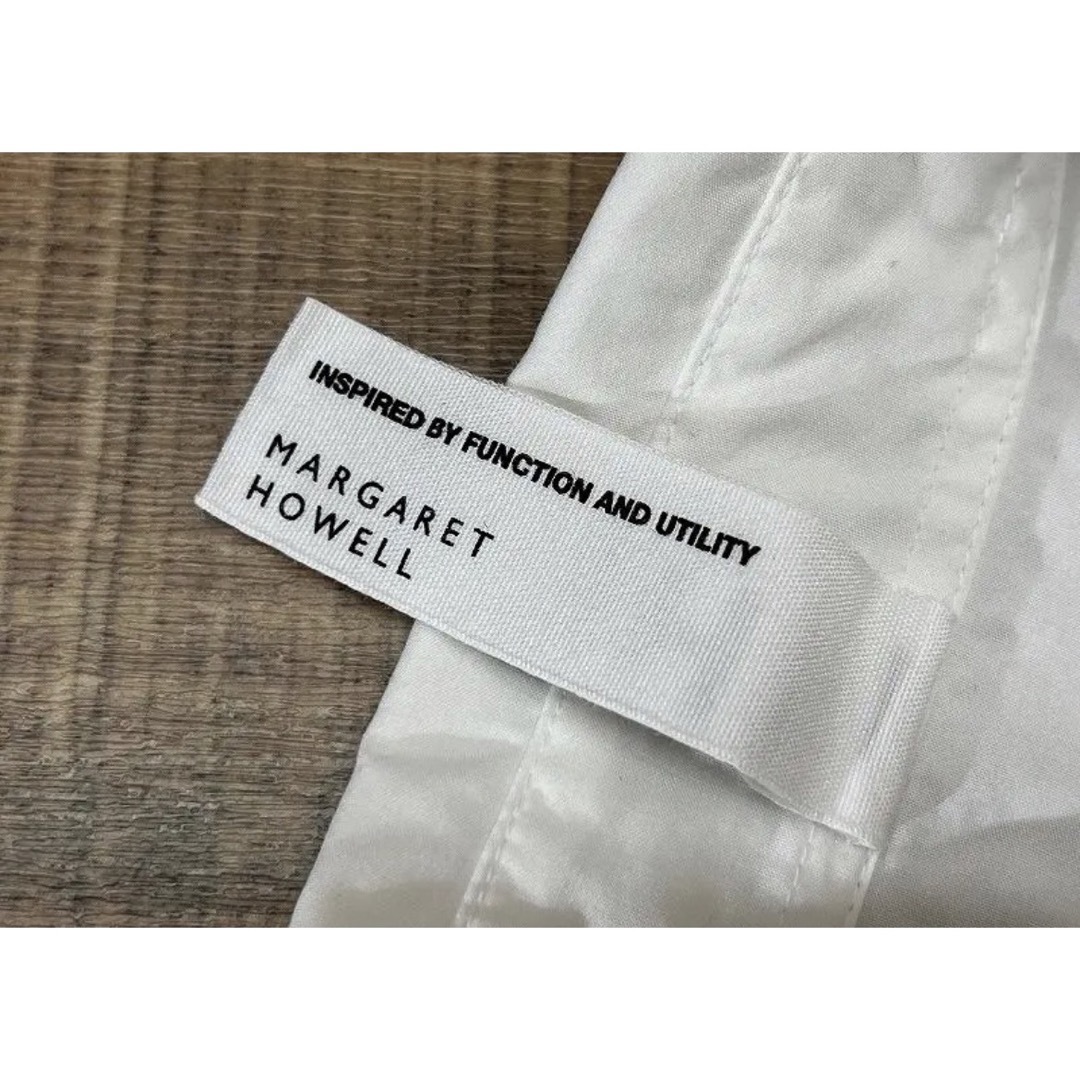 INSPIRED BY FUNCTION AND UTILITY
MARGARET
HOWELL